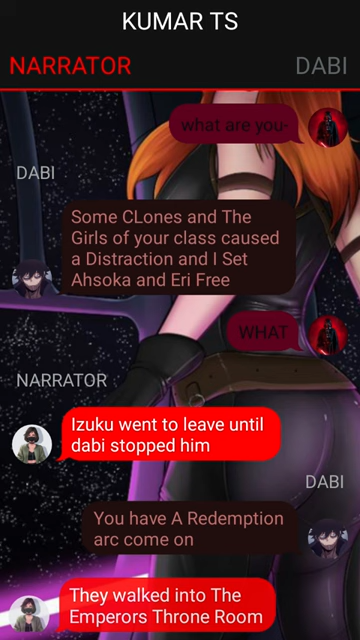 KUMAR TS
NARRATOR
DABI
what are you-
DABI
Some CLones and The
Girls of your class caused
a Distraction and I Set
Ahsoka and Eri Free
WHAT
NARRATOR
Izuku went to leave until
dabi stopped him
DABI
You have A Redemption
arc come on
They walked into The
Emperors Throne Room